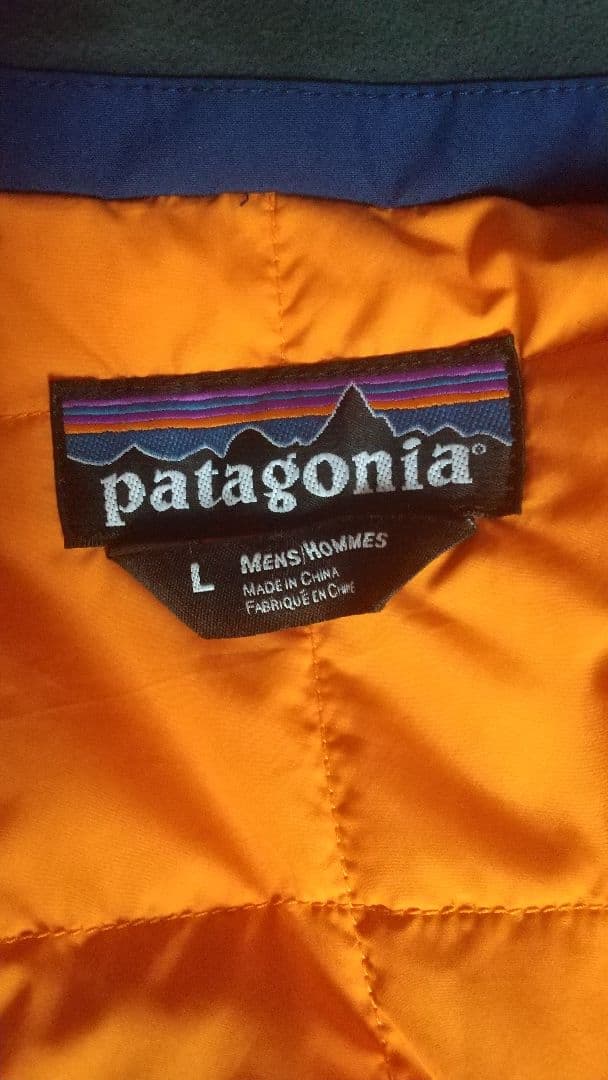 patagonia®
L MENS/HOMMES
MADE IN CHINA
FABRIQUÉ EN CHINE